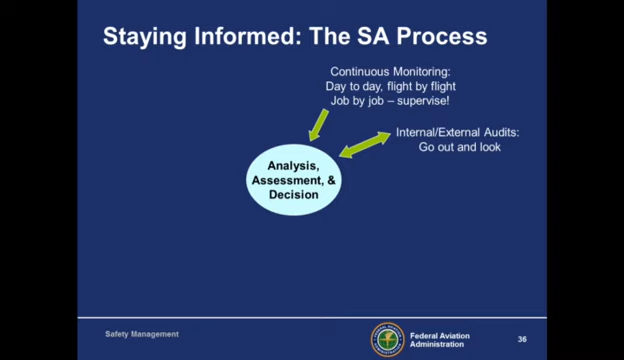 Staying Informed: The SA Process
Continuous Monitoring:
Day to day, flight by flight
Job by job – supervise!
Internal/External Audits:
Go out and look
Analysis,
Assessment, &
Decision
Safety Management
Federal Aviation
Administration
36